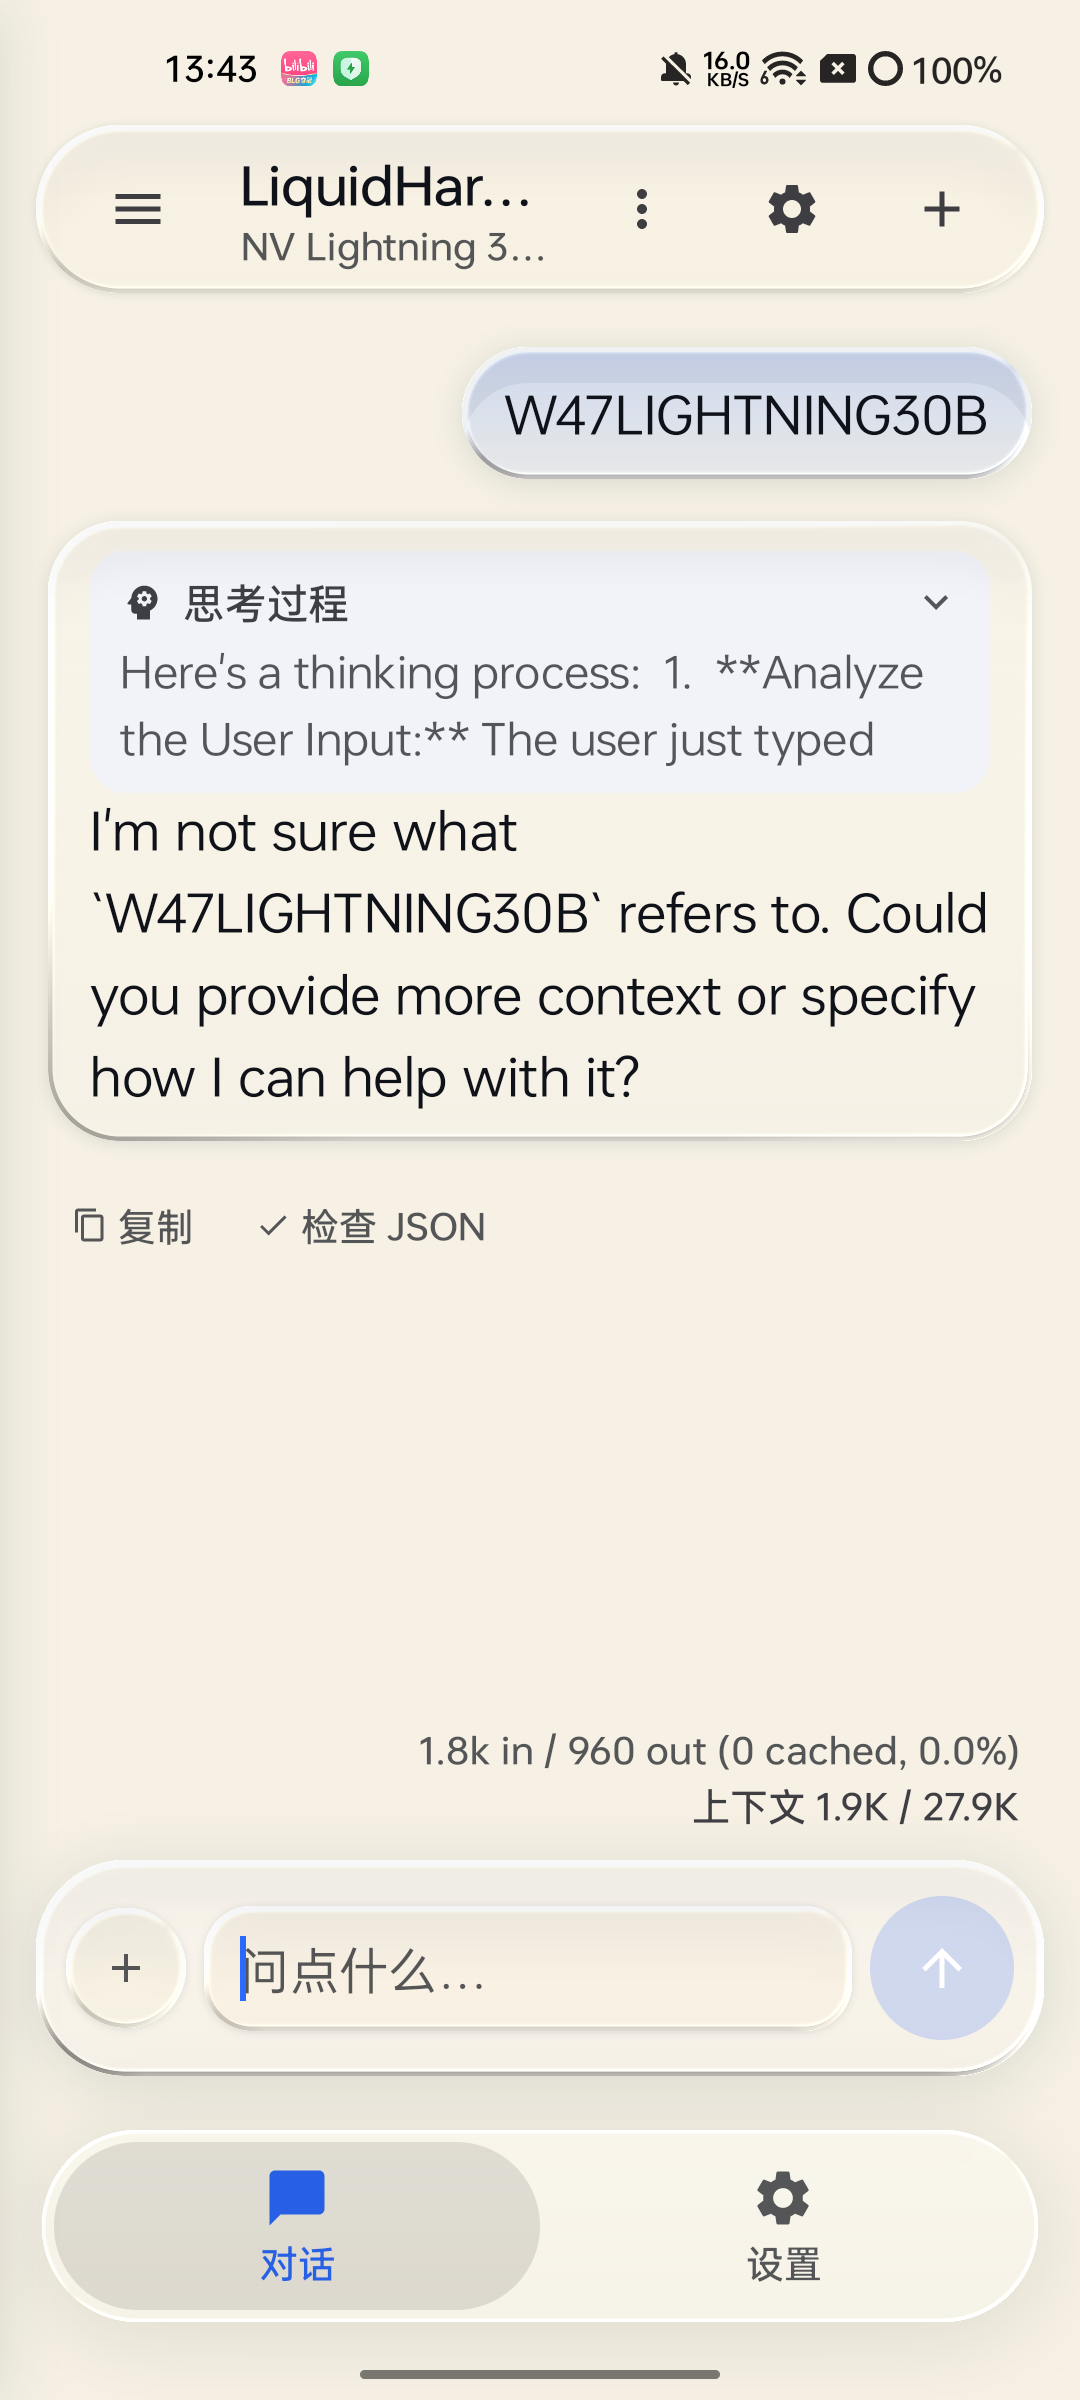 13:43
16.0
KB/S
6
100%
LiquidHar...
NV Lightning 3...
W47LIGHTNING30B
思考过程
Here's a thinking process:  1.  **Analyze
the User Input:** The user just typed
I'm not sure what
`W47LIGHTNING30B` refers to. Could
you provide more context or specify
how I can help with it?
复制
检查 JSON
1.8k in / 960 out (0 cached, 0.0%)
上下文 1.9K / 27.9K
问点什么...
对话
设置